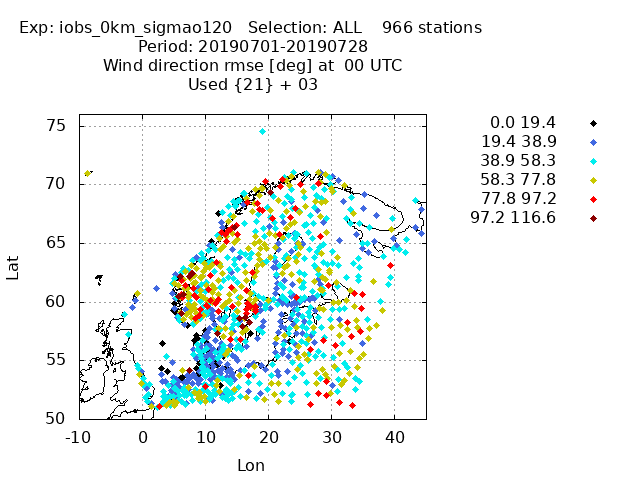 Exp: iobs_0km_sigmao120   Selection: ALL    966 stations
Period: 20190701-20190728
Wind direction rmse [deg] at  00 UTC
Used {21} + 03
0.0 19.4
19.4 38.9
38.9 58.3
58.3 77.8
77.8 97.2
97.2 116.6
75
70
65
60
55
50
Lat
-10 0 10 20 30 40
Lon